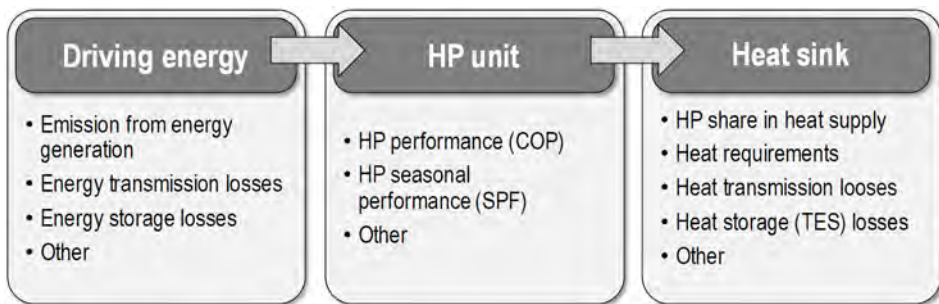 Driving energy
• Emission from energy
generation
• Energy transmission losses
• Energy storage losses
• Other
HP unit
• HP performance (COP)
• HP seasonal
performance (SPF)
• Other
Heat sink
• HP share in heat supply
• Heat requirements
• Heat transmission looses
• Heat storage (TES) losses
• Other